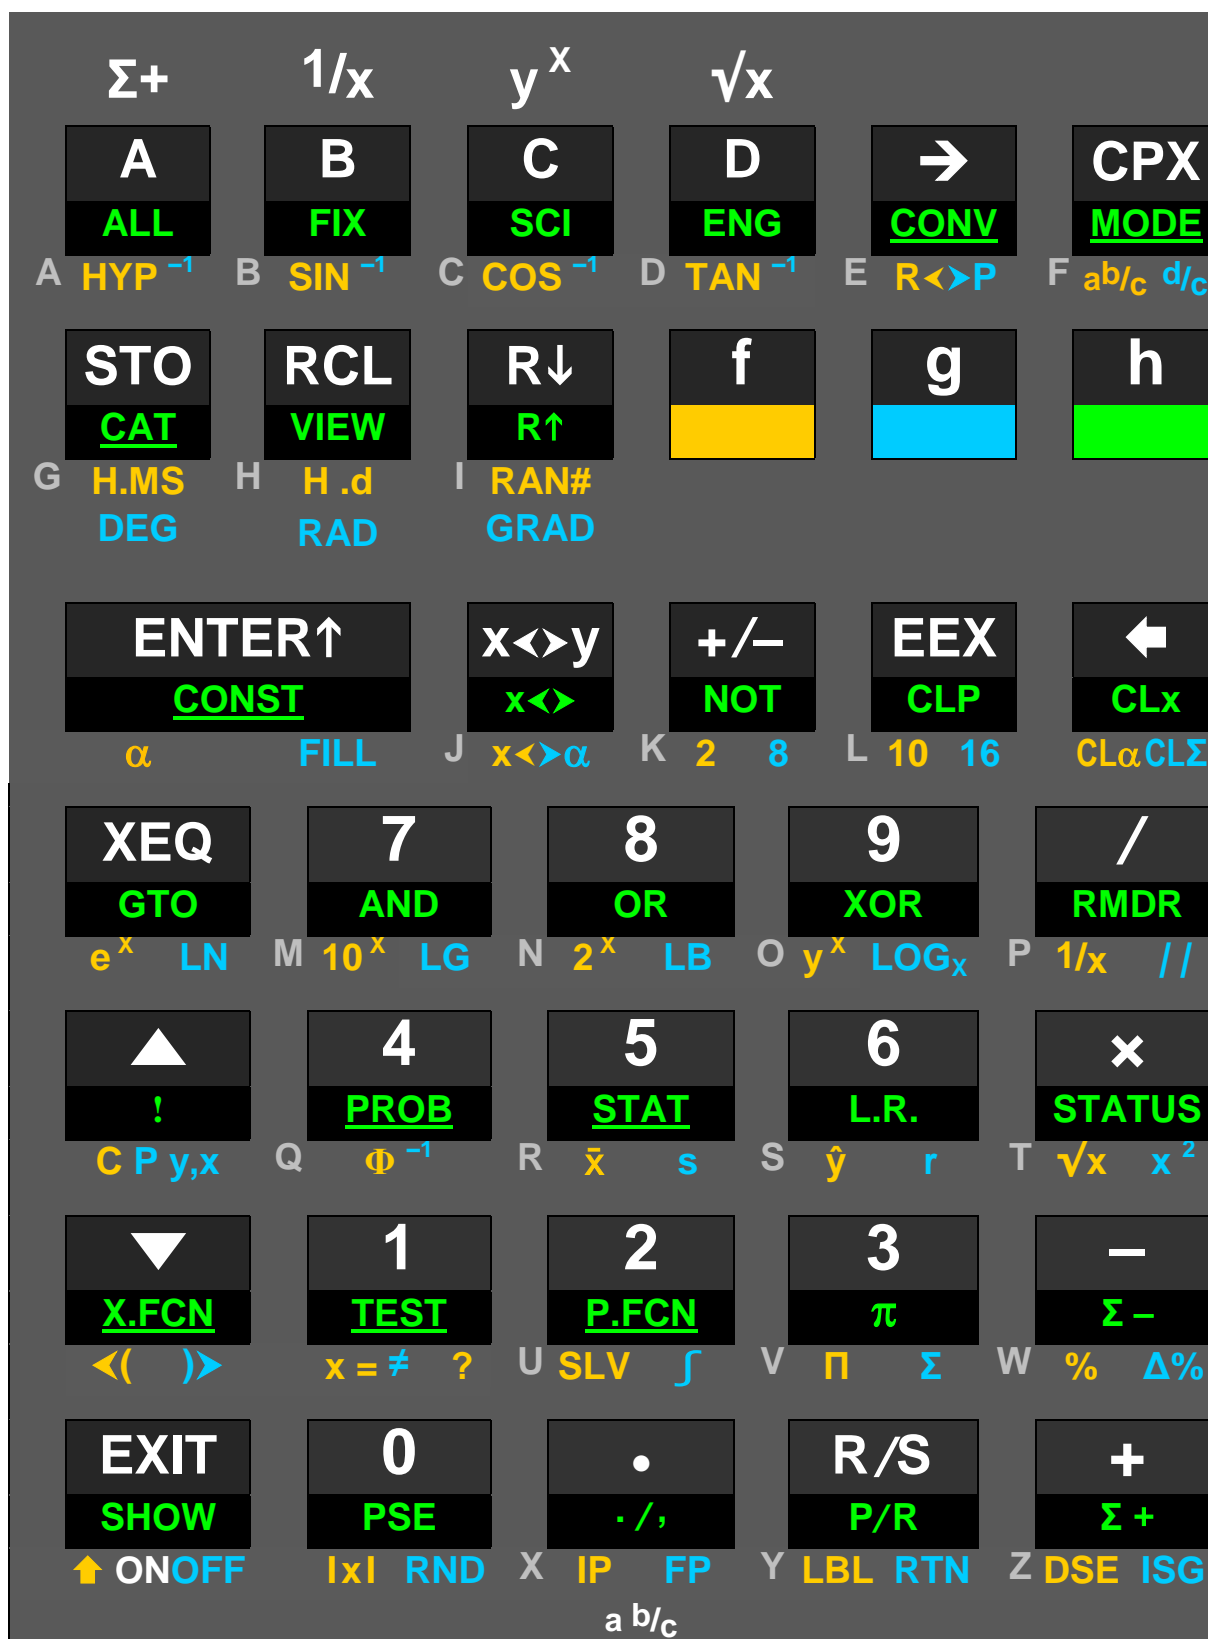 Σ+ 1/x y x √x
A B C D ➔ CPX
ALL FIX SCI ENG CONV MODE
A HYP –1 B SIN –1 C COS –1 D TAN –1 E R<>P F ab/c d/c
STO RCL R↓ f g h
CAT VIEW R↑
G H.MS H H .d I RAN#
DEG RAD GRAD
ENTER↑ x<>y +/– EEX 🡄
CONST x<> NOT CLP CLx
α FILL J x<>α K 2 8 L 10 16 CLα CLΣ
XEQ 7 8 9 /
GTO AND OR XOR RMDR
e x LN M 10 x LG N 2 x LB O y x LOGx P 1/x //
▲ 4 5 6 ×
! PROB STAT L.R. STATUS
C P y,x Q Φ –1 R x̄ s S ŷ r T √x x 2
▼ 1 2 3 –
X.FCN TEST P.FCN π Σ –
<( )> x = ≠ ? U SLV ∫ V Π Σ W % Δ%
EXIT 0 . R/S +
SHOW PSE ./, P/R Σ +
🡅 ON OFF |x| RND X IP FP Y LBL RTN Z DSE ISG
a b/c